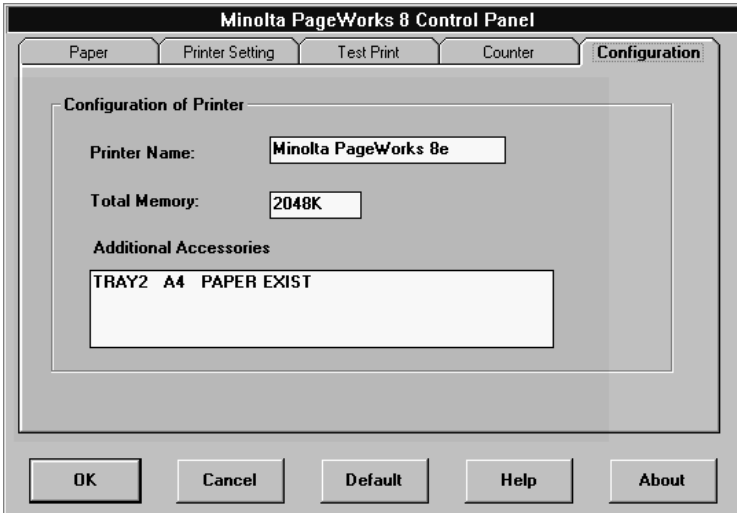 Minolta PageWorks 8 Control Panel
Paper Printer Setting Test Print Counter Configuration
Configuration of Printer
Printer Name: Minolta PageWorks 8e
Total Memory: 2048K
Additional Accessories
TRAY2 A4 PAPER EXIST
OK Cancel Default Help About